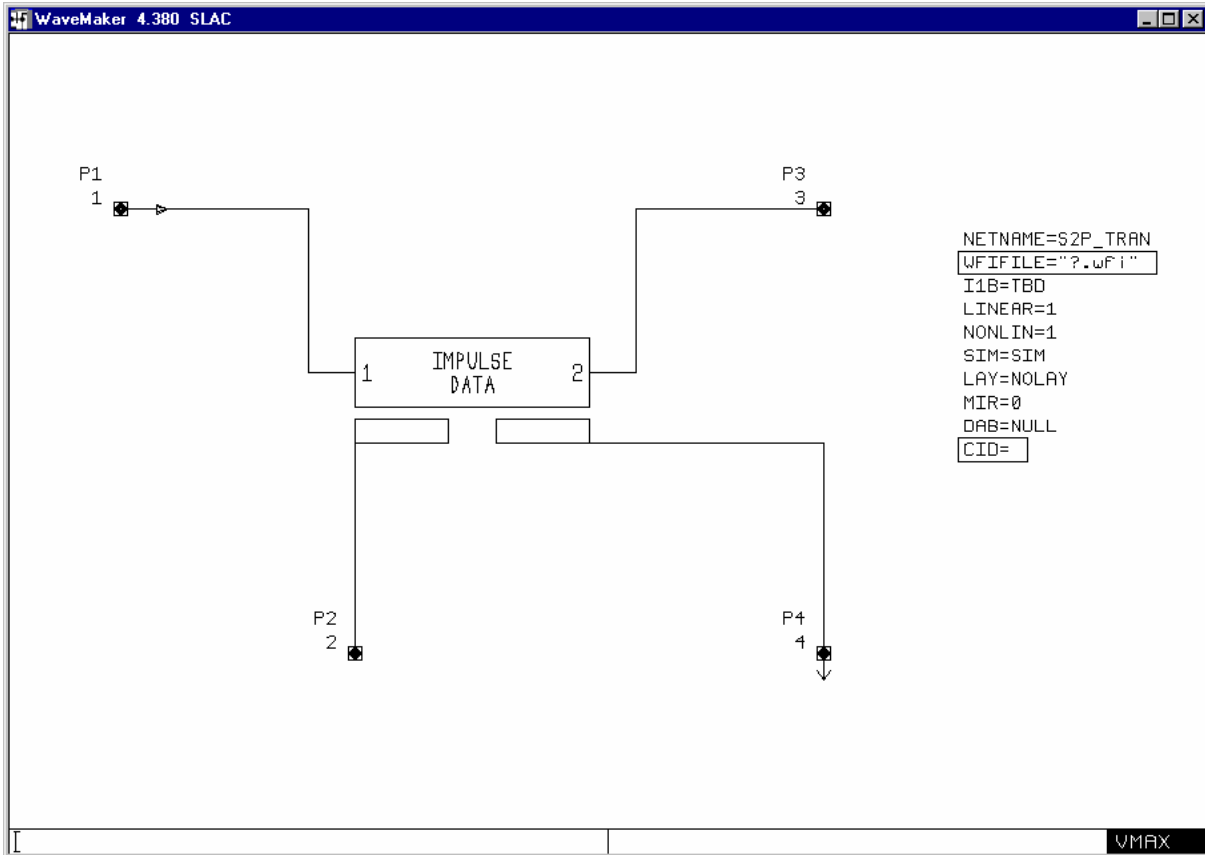 WaveMaker 4.380 SLAC
P1
1
P3
3
NETNAME=S2P_TRAN
WFIFILE="?.wfi"
I1B=TBD
LINEAR=1
NONLIN=1
SIM=SIM
LAY=NOLAY
MIR=0
DAB=NULL
CID=
1
IMPULSE
DATA
2
P2
2
P4
4
VMAX